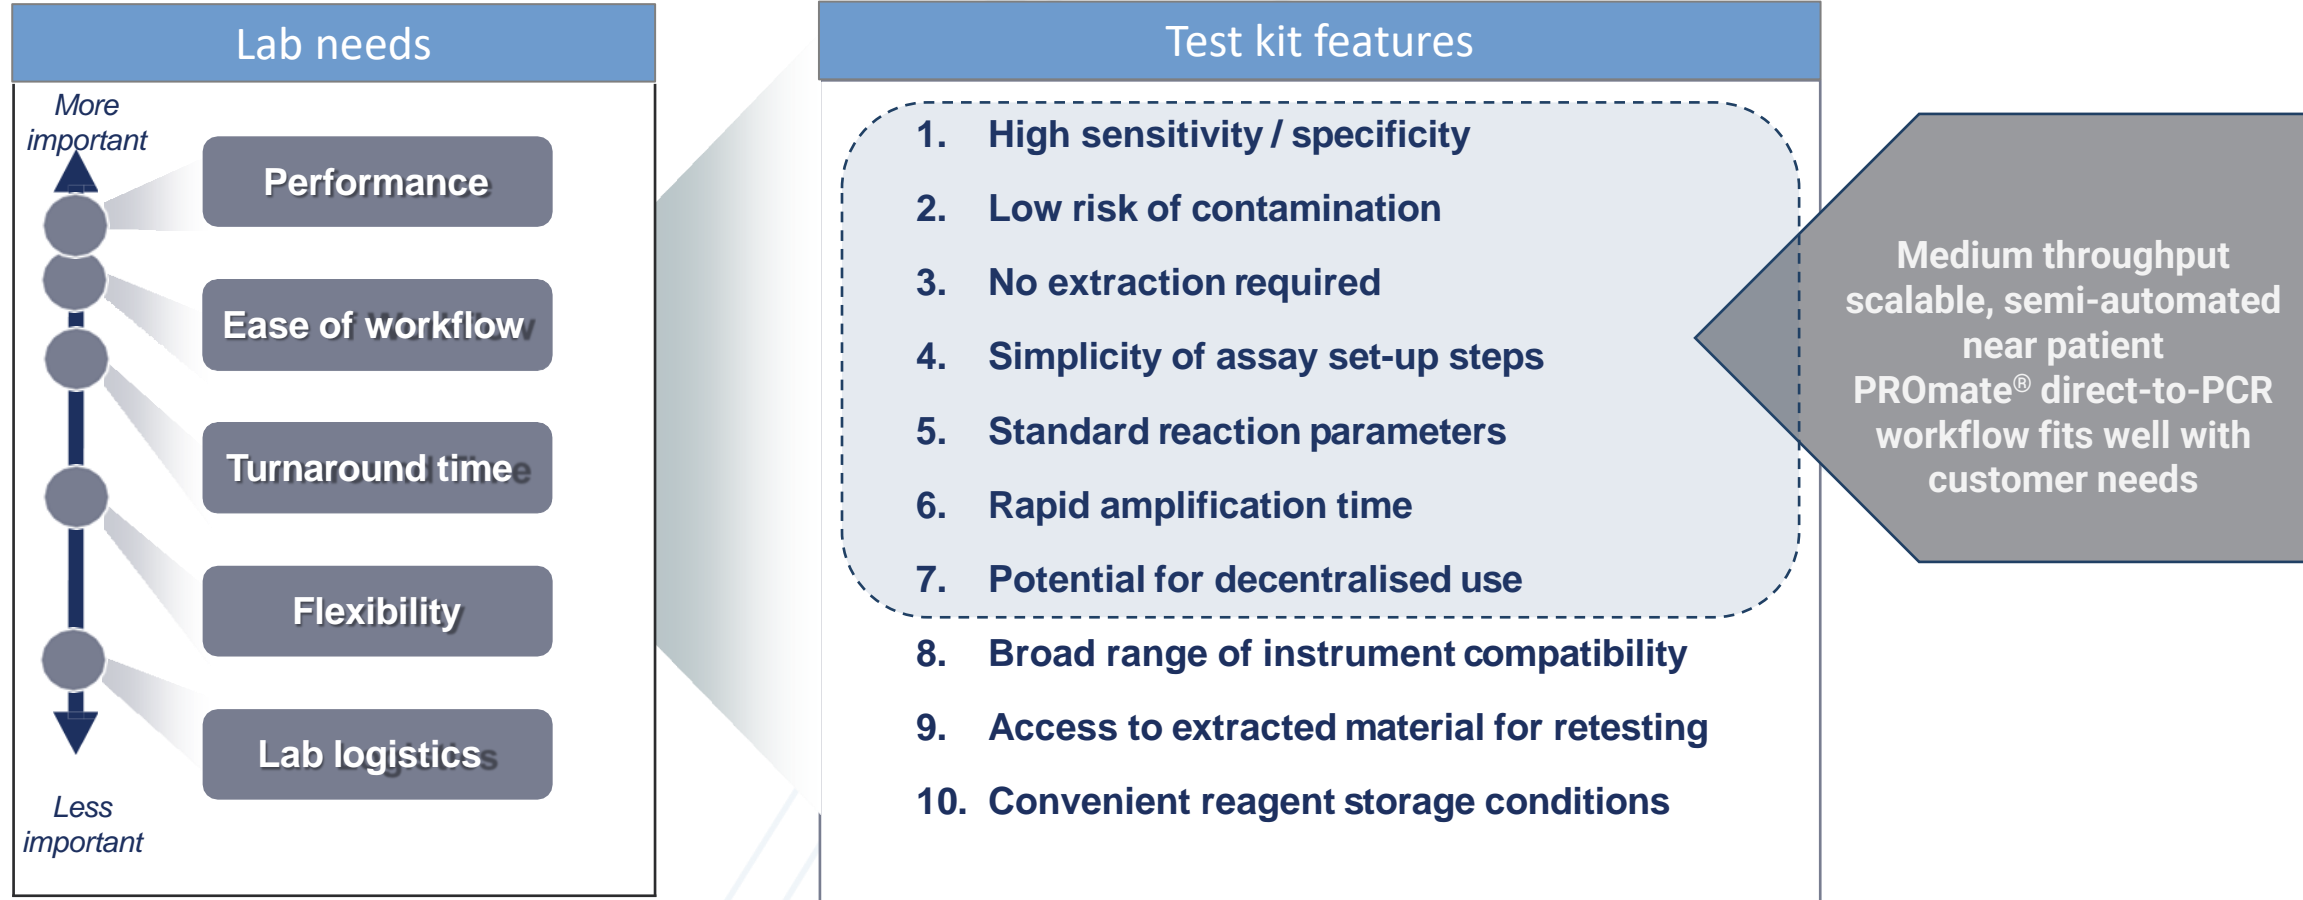 Lab needs
More
important
Performance
Ease of workflow
Turnaround time
Flexibility
Lab logistics
Less
important
Test kit features
1. High sensitivity / specificity
2. Low risk of contamination
3. No extraction required
4. Simplicity of assay set-up steps
5. Standard reaction parameters
6. Rapid amplification time
7. Potential for decentralised use
8. Broad range of instrument compatibility
9. Access to extracted material for retesting
10. Convenient reagent storage conditions
Medium throughput
scalable, semi-automated
near patient
PROmate® direct-to-PCR
workflow fits well with
customer needs